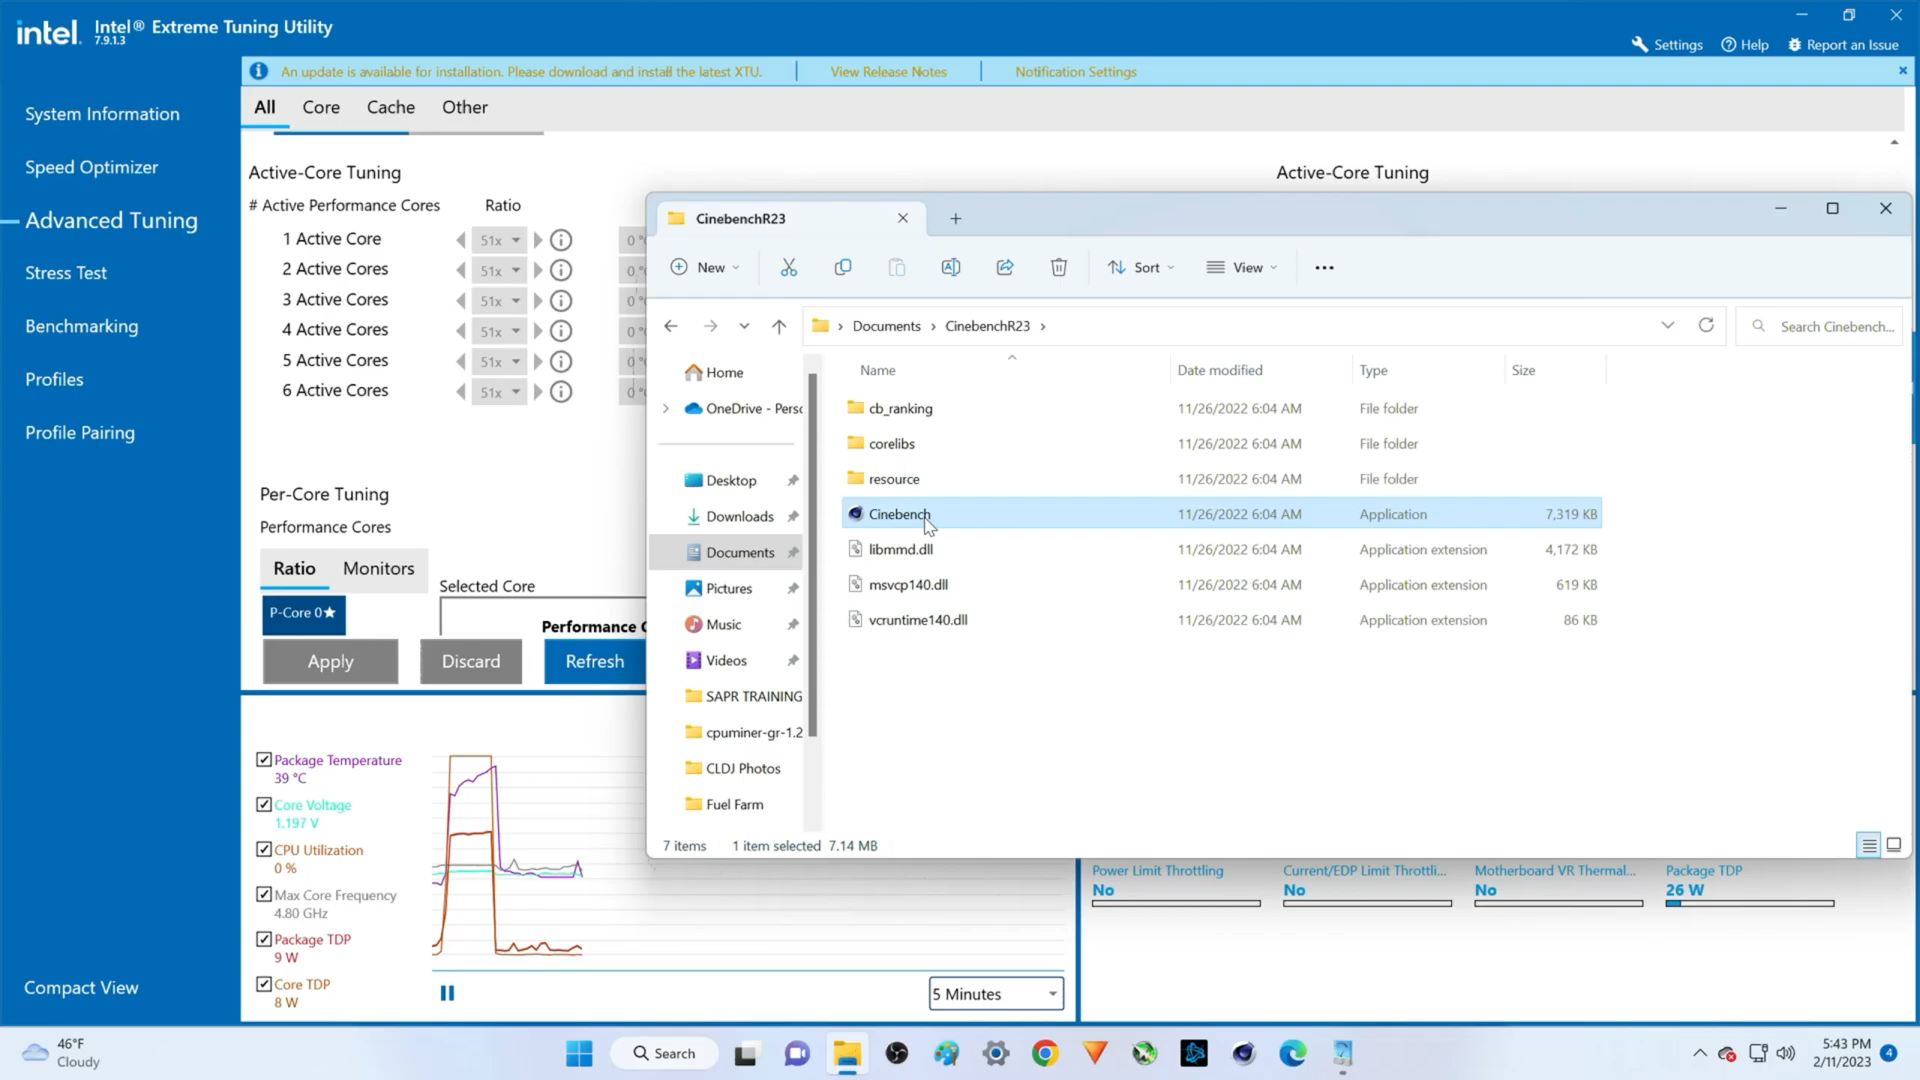 intel.
Intel® Extreme Tuning Utility
7.9.1.3
Settings
Help
Report an Issue
An update is available for installation. Please download and install the latest XTU.
View Release Notes
Notification Settings
System Information
Speed Optimizer
Advanced Tuning
Stress Test
Benchmarking
Profiles
Profile Pairing
Compact View
All
Core
Cache
Other
Active-Core Tuning
Active-Core Tuning
# Active Performance Cores
Ratio
1 Active Core
51x
0 °
2 Active Cores
51x
0 °
3 Active Cores
51x
0 °
4 Active Cores
51x
0 °
5 Active Cores
51x
0 °
6 Active Cores
51x
0 °
Per-Core Tuning
Performance Cores
Ratio
Monitors
Selected Core
P-Core 0★
Performance
Apply
Discard
Refresh
CinebenchR23
New
Sort
View
Documents
CinebenchR23
Search Cinebench...
Home
OneDrive - Perso
Desktop
Downloads
Documents
Pictures
Music
Videos
SAPR TRAINING
cpuminer-gr-1.2
CLDJ Photos
Fuel Farm
Name
Date modified
Type
Size
cb_ranking
11/26/2022 6:04 AM
File folder
corelibs
11/26/2022 6:04 AM
File folder
resource
11/26/2022 6:04 AM
File folder
Cinebench
11/26/2022 6:04 AM
Application
7,319 KB
libmmd.dll
11/26/2022 6:04 AM
Application extension
4,172 KB
msvcp140.dll
11/26/2022 6:04 AM
Application extension
619 KB
vcruntime140.dll
11/26/2022 6:04 AM
Application extension
86 KB
7 items
1 item selected 7.14 MB
Package Temperature
39 °C
Core Voltage
1.197 V
CPU Utilization
0 %
Max Core Frequency
4.80 GHz
Package TDP
9 W
Core TDP
8 W
5 Minutes
Power Limit Throttling
No
Current/EDP Limit Throttli...
No
Motherboard VR Thermal...
No
Package TDP
26 W
46°F
Cloudy
Search
5:43 PM
2/11/2023
4